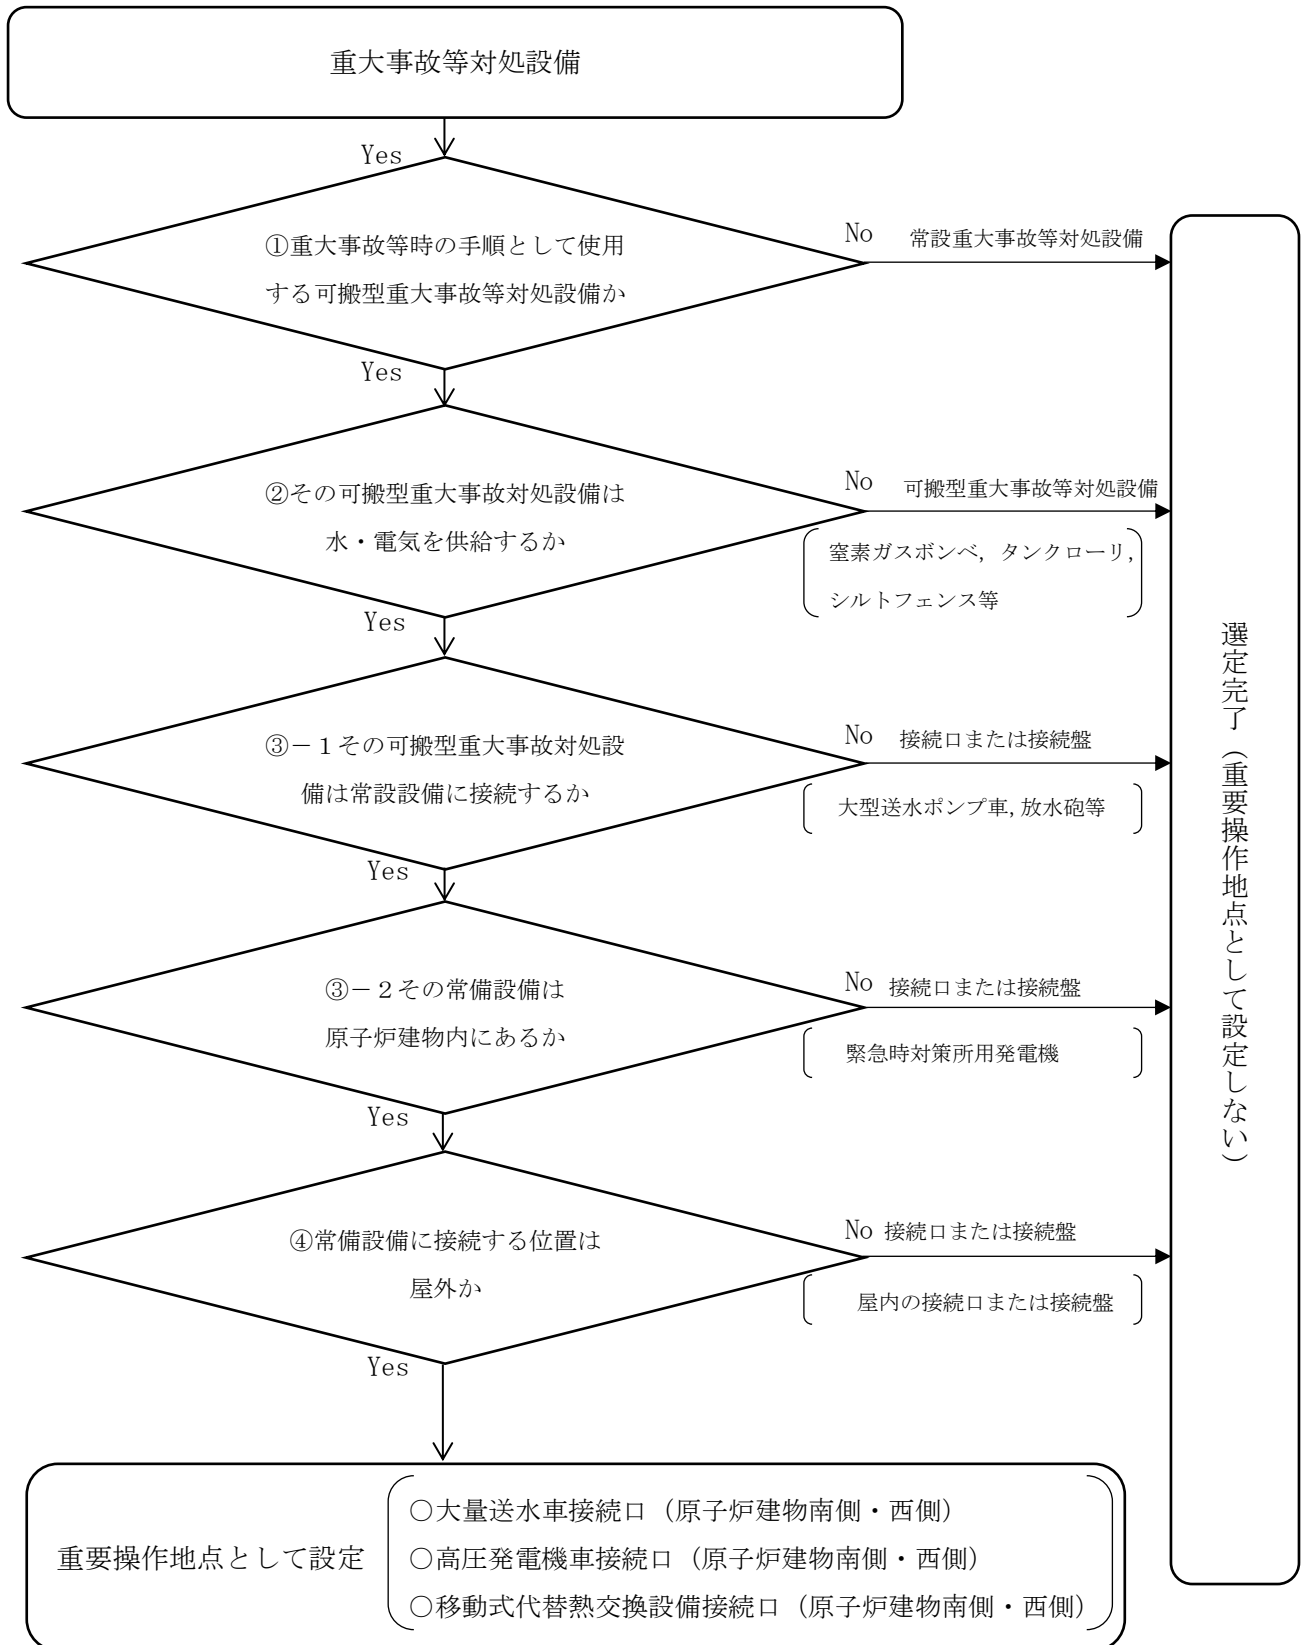 重大事故等対処設備
Yes
①重大事故等時の手順として使用
する可搬型重大事故等対処設備か
No 常設重大事故等対処設備
Yes
②その可搬型重大事故対処設備は
水・電気を供給するか
No 可搬型重大事故等対処設備
窒素ガスボンベ, タンクローリ,
シルトフェンス等
Yes
③－１その可搬型重大事故対処設
備は常設設備に接続するか
No 接続口または接続盤
大型送水ポンプ車, 放水砲等
Yes
③－２その常備設備は
原子炉建物内にあるか
No 接続口または接続盤
緊急時対策所用発電機
Yes
④常備設備に接続する位置は
屋外か
No 接続口または接続盤
屋内の接続口または接続盤
Yes
重要操作地点として設定
○大量送水車接続口（原子炉建物南側・西側）
○高圧発電機車接続口（原子炉建物南側・西側）
○移動式代替熱交換設備接続口（原子炉建物南側・西側）
選定完了（重要操作地点として設定しない）